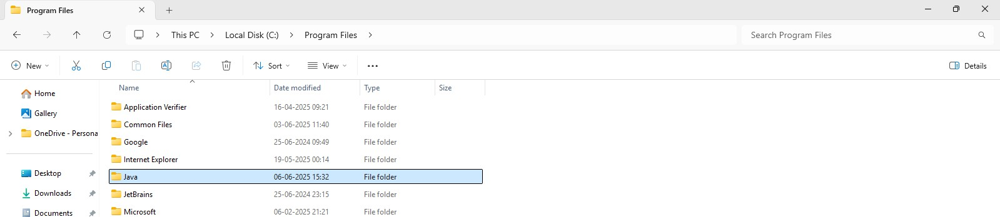 Program Files
This PC Local Disk (C:) Program Files Search Program Files
New Sort View Details
Name Date modified Type Size
Home
Gallery
OneDrive - Persona
Desktop
Downloads
Documents
Application Verifier 16-04-2025 09:21 File folder
Common Files 03-06-2025 11:40 File folder
Google 25-06-2024 09:49 File folder
Internet Explorer 19-05-2025 00:14 File folder
Java 06-06-2025 15:32 File folder
JetBrains 25-06-2024 23:15 File folder
Microsoft 06-02-2025 21:21 File folder